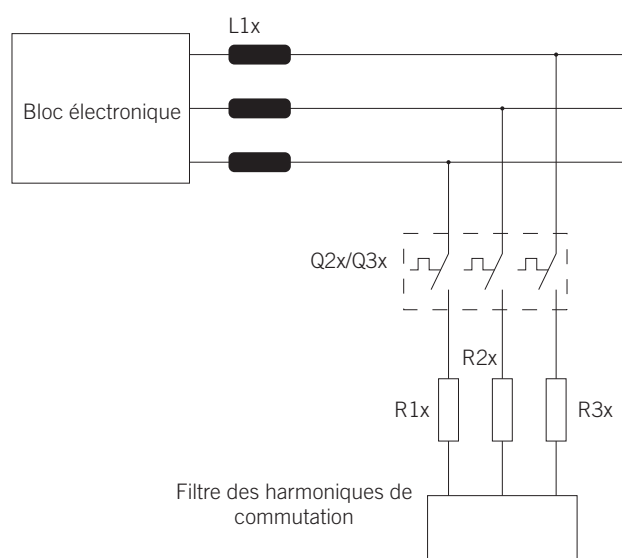 L1x
Bloc électronique
Q2x/Q3x
R2x
R1x
R3x
Filtre des harmoniques de
commutation